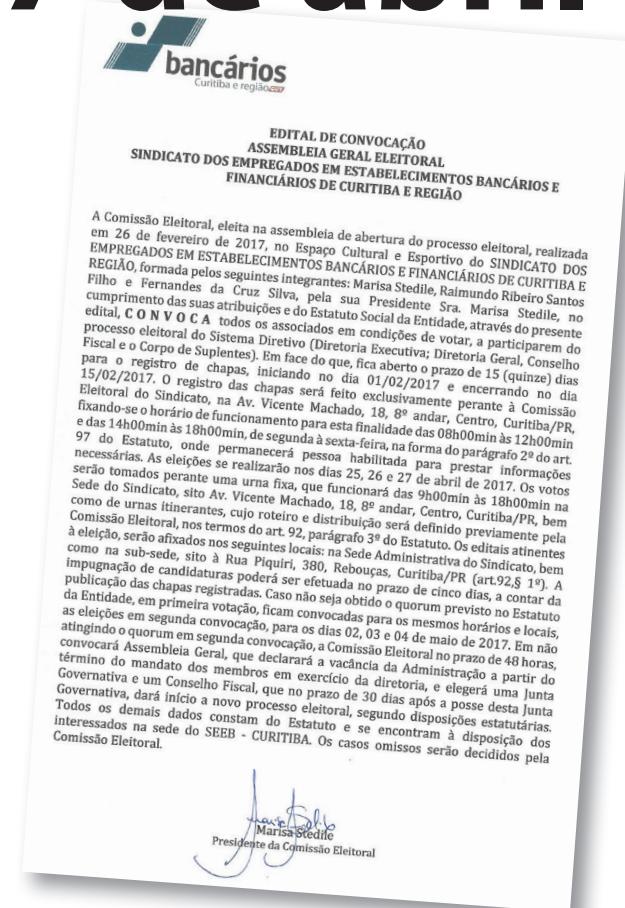 7 de abril
bancários
Curitiba e região
EDITAL DE CONVOCAÇÃO
ASSEMBLEIA GERAL ELEITORAL
SINDICATO DOS EMPREGADOS EM ESTABELECIMENTOS BANCÁRIOS E
FINANCIÁRIOS DE CURITIBA E REGIÃO
A Comissão Eleitoral, eleita na assembleia de abertura do processo eleitoral, realizada
em 26 de fevereiro de 2017, no Espaço Cultural e Esportivo do SINDICATO DOS
EMPREGADOS EM ESTABELECIMENTOS BANCÁRIOS E FINANCIÁRIOS DE CURITIBA E
REGIÃO, formada pelos seguintes integrantes: Marisa Stedile, Raimundo Ribeiro Santos
Filho e Fernandes da Cruz Silva, pela sua Presidente Sra. Marisa Stedile, no
cumprimento das suas atribuições e do Estatuto Social da Entidade, através do presente
edital, C O N V O C A todos os associados em condições de votar, a participarem do
processo eleitoral do Sistema Diretivo (Diretoria Executiva; Diretoria Geral, Conselho
Fiscal e o Corpo de Suplentes). Em face do que, fica aberto o prazo de 15 (quinze) dias
para o registro de chapas, iniciando no dia 01/02/2017 e encerrando no dia
15/02/2017. O registro das chapas será feito exclusivamente perante à Comissão
Eleitoral do Sindicato, na Av. Vicente Machado, 18, 8º andar, Centro, Curitiba/PR,
fixando-se o horário de funcionamento para esta finalidade das 08h00min às 12h00min
e das 14h00min às 18h00min, de segunda à sexta-feira, na forma do parágrafo 2º do art.
97 do Estatuto, onde permanecerá pessoa habilitada para prestar informações
necessárias. As eleições se realizarão nos dias 25, 26 e 27 de abril de 2017. Os votos
serão tomados perante uma urna fixa, que funcionará das 9h00min às 18h00min na
Sede do Sindicato, sito Av. Vicente Machado, 18, 8º andar, Centro, Curitiba/PR, bem
como de urnas itinerantes, cujo roteiro e distribuição será definido previamente pela
Comissão Eleitoral, nos termos do art. 92, parágrafo 3º do Estatuto. Os editais atinentes
à eleição, serão afixados nos seguintes locais: na Sede Administrativa do Sindicato, bem
como na sub-sede, sito à Rua Piquiri, 380, Rebouças, Curitiba/PR (art.92,§ 1º). A
impugnação de candidaturas poderá ser efetuada no prazo de cinco dias, a contar da
publicação das chapas registradas. Caso não seja obtido o quorum previsto no Estatuto
da Entidade, em primeira votação, ficam convocadas para os mesmos horários e locais,
as eleições em segunda convocação, para os dias 02, 03 e 04 de maio de 2017. Em não
atingindo o quorum em segunda convocação, a Comissão Eleitoral no prazo de 48 horas,
convocará Assembleia Geral, que declarará a vacância da Administração a partir do
término do mandato dos membros em exercício da diretoria, e elegerá uma Junta
Governativa e um Conselho Fiscal, que no prazo de 30 dias após a posse desta Junta
Governativa, dará início a novo processo eleitoral, segundo disposições estatutárias.
Todos os demais dados constam do Estatuto e se encontram à disposição dos
interessados na sede do SEEB - CURITIBA. Os casos omissos serão decididos pela
Comissão Eleitoral.
Marisa Stedile
Presidente da Comissão Eleitoral